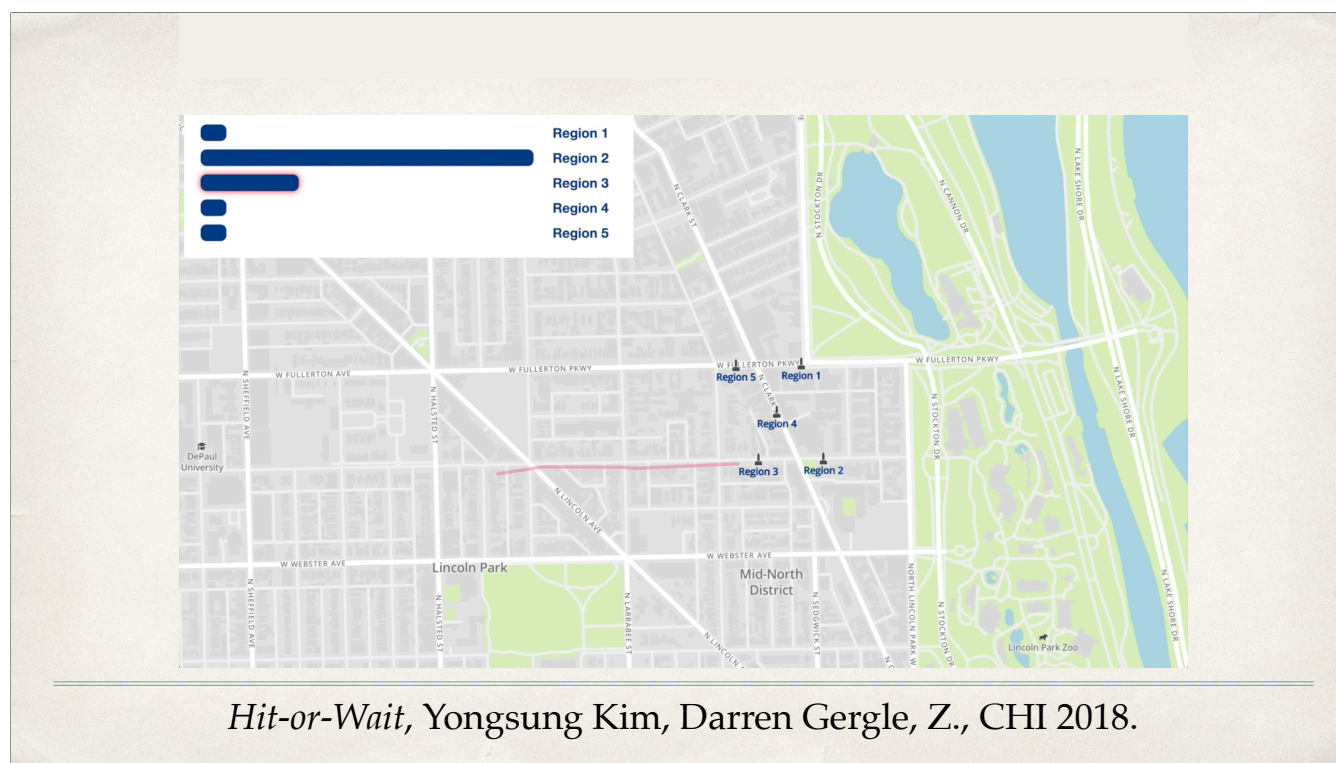 Region 1
Region 2
Region 3
Region 4
Region 5
N CLARK ST
N STOCKTON DR
N CANNON DR
N LAKE SHORE DR
W FULLERTON AVE
W FULLERTON PKWY
W FULLERTON PKWY
W FULLERTON PKWY
Region 5
Region 1
N CLARK
Region 4
N SHEFFIELD AVE
N HALSTED ST
N STOCKTON DR
N LAKE SHORE DR
DePaul
University
Region 3
Region 2
N LINCOLN AVE
W WEBSTER AVE
W WEBSTER AVE
Lincoln Park
Mid-North
District
N SHEFFIELD AVE
N HALSTED ST
N LARRABEE ST
N LINCOLN
N SEDGWICK ST
NORTH LINCOLN PARK W
N STOCKTON DR
N LAKE SHORE DR
Lincoln Park Zoo
Hit-or-Wait, Yongsung Kim, Darren Gergle, Z., CHI 2018.